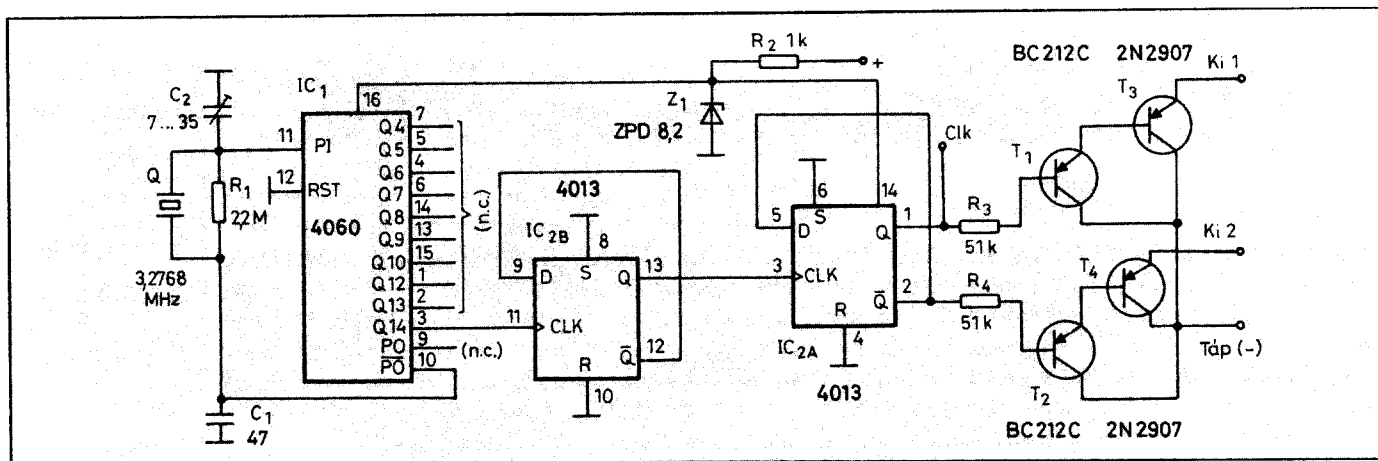 C2
7 ... 35
Q
3,2768
MHz
R1
2,2M
C1
47
IC1
16
11
PI
12
RST
4060
Q4
7
Q5
5
Q6
4
Q7
6
Q8
14
Q9
13
Q10
15
Q12
1
Q13
2
Q14
3
PO
9
P̅O̅
10
(n.c.)
(n.c.)
4013
IC2B
8
9
D
S
Q
13
11
CLK
R
Q̅
12
10
R2 1k
+
Z1
ZPD 8,2
6
14
5
D
S
Q
1
3
CLK
R
Q̅
2
4
IC2A
4013
Clk
R3
51k
R4
51k
BC212C 2N2907
T1
T3
Ki 1
Ki 2
T4
T2
Táp (-)
BC212C 2N2907